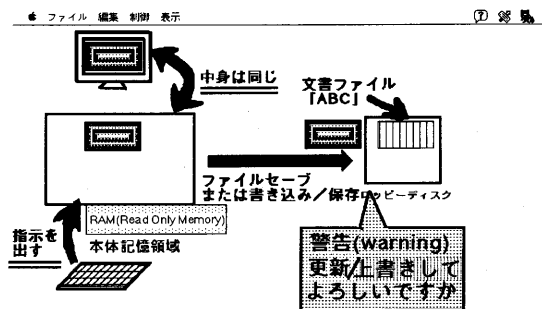 ファイル 編集 制御 表示
中身は同じ
文書ファイル
「ABC」
ファイルセーブ
または書き込み／保存
ロッピーディスク
RAM(Read Only Memory)
本体記憶領域
指示を
出す
警告(warning)
更新/上書きして
よろしいですか